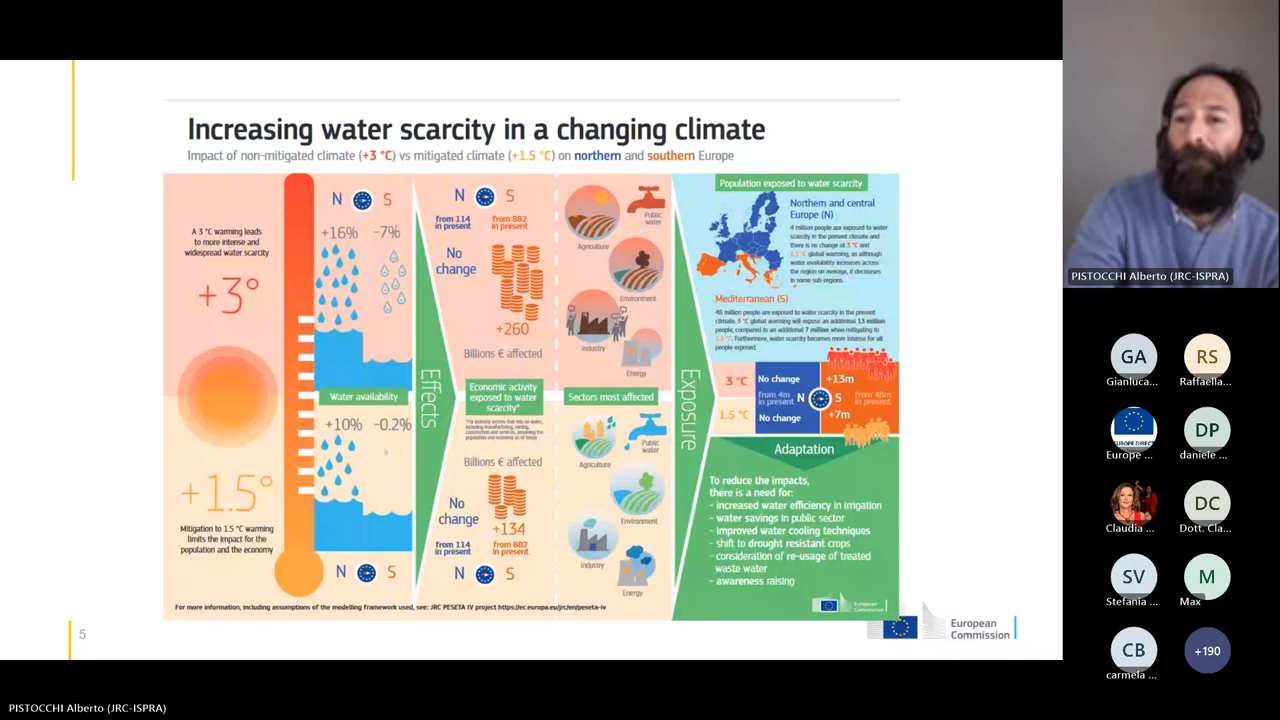 Increasing water scarcity in a changing climate
Impact of non-mitigated climate (+3 °C) vs mitigated climate (+1.5 °C) on northern and southern Europe
A 3 °C warming leads
to more intense and
widespread water scarcity
+3°
+1.5°
Mitigation to 1.5 °C warming
limits the impact for the
population and the economy
N S
+16% -7%
Water availability
+10% -0.2%
N S
Effects
N S
from 114
in present
from 882
in present
No
change
+260
Billions € affected
Economic activity
exposed to water
scarcity*
Billions € affected
No
change
+134
from 114
in present
from 882
in present
N S
Public
water
Agriculture
Environment
Industry
Energy
Sectors most affected
Public
water
Agriculture
Environment
Industry
Energy
Exposure
Population exposed to water scarcity
Northern and central
Europe (N)
4 million people are exposed to water
scarcity in the present climate and
there is no change at 3 °C and
1.5 °C global warming, as although
water availability increases across
the region on average, it decreases
in some sub-regions.
Mediterranean (S)
48 million people are exposed to water scarcity in the present
climate. 3 °C global warming will expose an additional 13 million
people, compared to an additional 7 million when mitigating to
1.5 °C. Furthermore, water scarcity becomes more intense for all
people exposed.
3 °C No change +13m
from 4m
in present
N S
from 48m
in present
1.5 °C No change +7m
Adaptation
To reduce the impacts,
there is a need for:
- increased water efficiency in irrigation
- water savings in public sector
- improved water cooling techniques
- shift to drought resistant crops
- consideration of re-usage of treated
waste water
- awareness raising
European
Commission
For more information, including assumptions of the modelling framework used, see: JRC PESETA IV project https://ec.europa.eu/jrc/en/peseta-iv
5
European
Commission
PISTOCCHI Alberto (JRC-ISPRA)
GA
Gianluca...
RS
Raffaella...
EUROPE DIRECT
Europe ...
DP
daniele ...
Claudia ...
DC
Dott. Cla...
SV
Stefania ...
M
Max
CB
carmela ...
+190
PISTOCCHI Alberto (JRC-ISPRA)